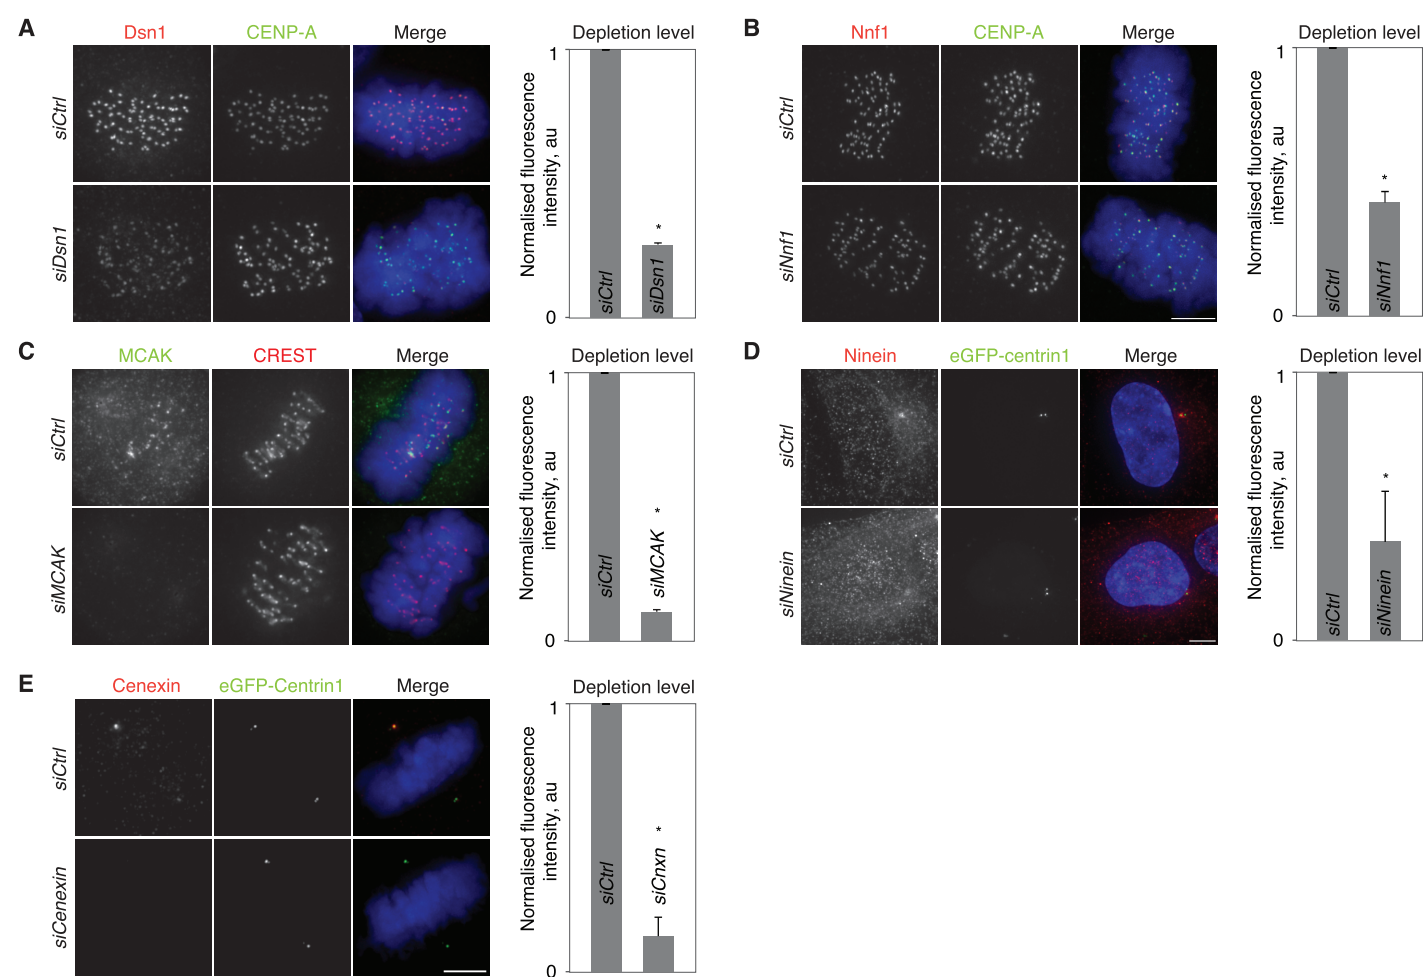 A
Dsn1 CENP-A Merge
Depletion level
siCtrl
siDsn1
Normalised fluorescence
intensity, au
1
0
*
siCtrl
siDsn1
B
Nnf1 CENP-A Merge
Depletion level
siCtrl
siNnf1
Normalised fluorescence
intensity, au
1
0
*
siCtrl
siNnf1
C
MCAK CREST Merge
Depletion level
siCtrl
siMCAK
Normalised fluorescence
intensity, au
1
0
*
siCtrl
siMCAK
D
Ninein eGFP-centrin1 Merge
Depletion level
siCtrl
siNinein
Normalised fluorescence
intensity, au
1
0
*
siCtrl
siNinein
E
Cenexin eGFP-Centrin1 Merge
Depletion level
siCtrl
siCenexin
Normalised fluorescence
intensity, au
1
0
*
siCtrl
siCnxn